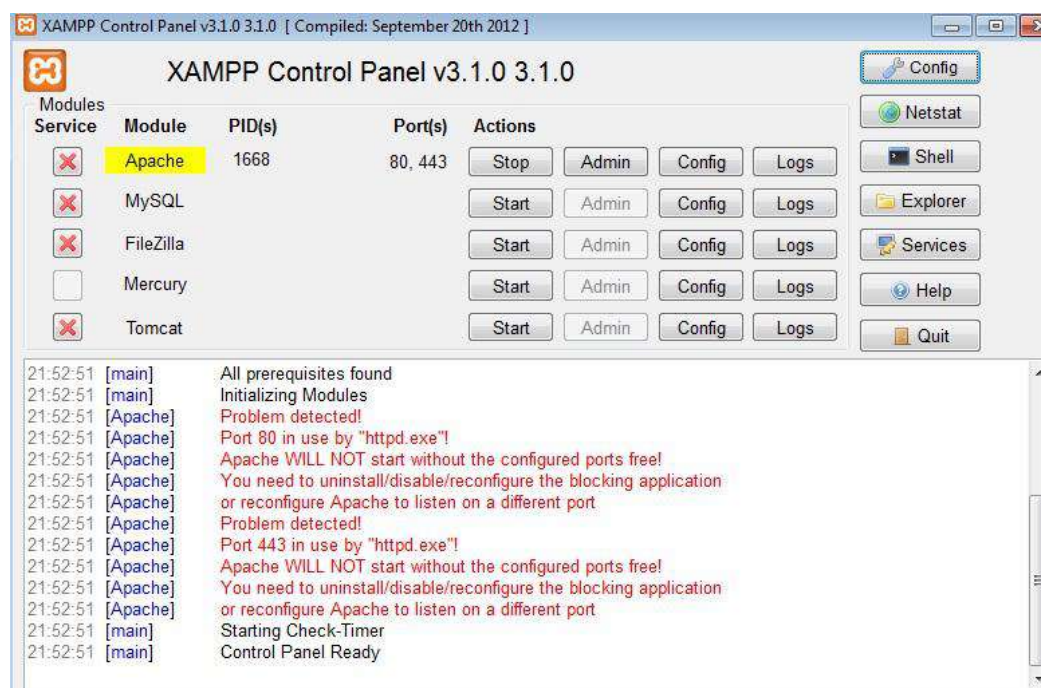 XAMPP Control Panel v3.1.0 3.1.0 [ Compiled: September 20th 2012 ]
XAMPP Control Panel v3.1.0 3.1.0
Config
Modules
Netstat
Service Module PID(s) Port(s) Actions
Apache 1668 80, 443 Stop Admin Config Logs
Shell
MySQL Start Admin Config Logs
Explorer
FileZilla Start Admin Config Logs
Services
Mercury Start Admin Config Logs
Help
Tomcat Start Admin Config Logs
Quit
21:52:51 [main] All prerequisites found
21:52:51 [main] Initializing Modules
21:52:51 [Apache] Problem detected!
21:52:51 [Apache] Port 80 in use by "httpd.exe"!
21:52:51 [Apache] Apache WILL NOT start without the configured ports free!
21:52:51 [Apache] You need to uninstall/disable/reconfigure the blocking application
21:52:51 [Apache] or reconfigure Apache to listen on a different port
21:52:51 [Apache] Problem detected!
21:52:51 [Apache] Port 443 in use by "httpd.exe"!
21:52:51 [Apache] Apache WILL NOT start without the configured ports free!
21:52:51 [Apache] You need to uninstall/disable/reconfigure the blocking application
21:52:51 [Apache] or reconfigure Apache to listen on a different port
21:52:51 [main] Starting Check-Timer
21:52:51 [main] Control Panel Ready